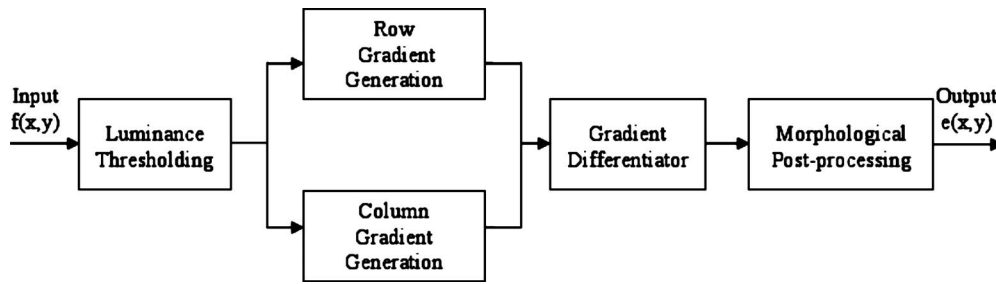 Input
f(x,y)
Luminance
Thresholding
Row
Gradient
Generation
Column
Gradient
Generation
Gradient
Differentiator
Morphological
Post-processing
Output
e(x,y)